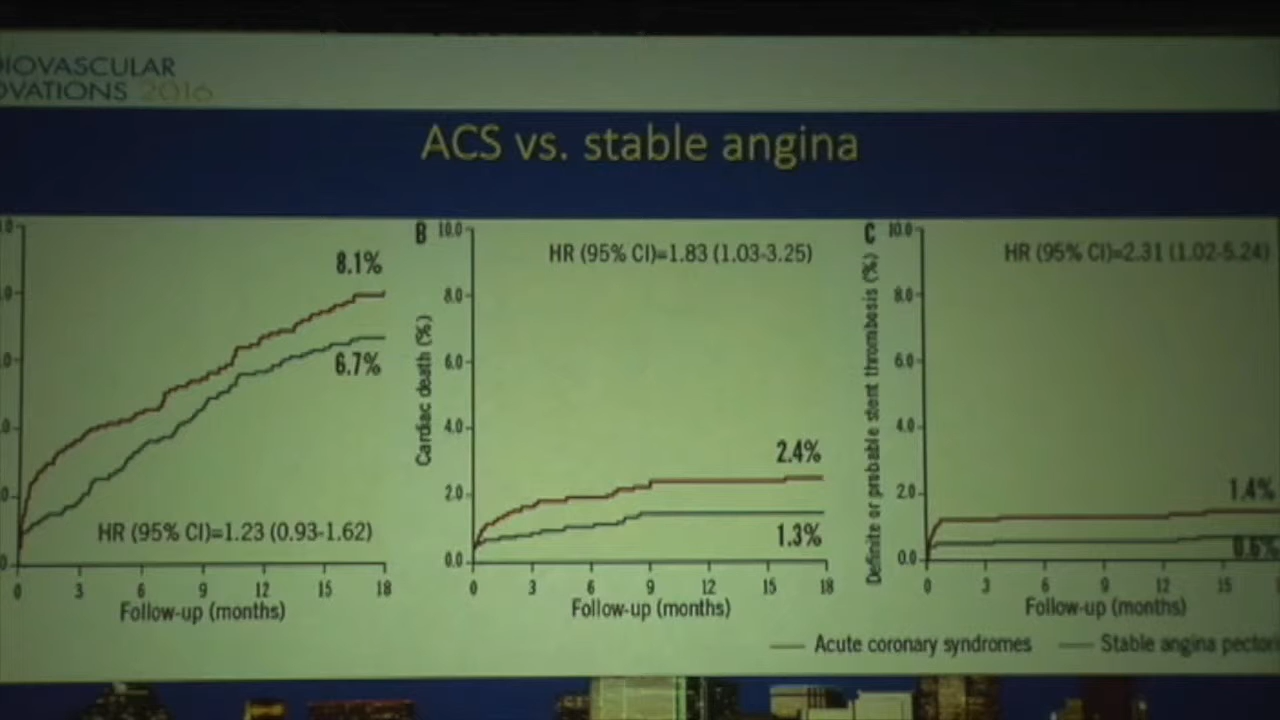 DIOVASCULAR
OVATIONS 2016
ACS vs. stable angina
8.1%
6.7%
HR (95% CI)=1.23 (0.93-1.62)
0 3 6 9 12 15 18
Follow-up (months)
B
Cardiac death (%)
10.0
8.0
6.0
4.0
2.0
0.0
HR (95% CI)=1.83 (1.03-3.25)
2.4%
1.3%
0 3 6 9 12 15 18
Follow-up (months)
C
Definite or probable stent thrombosis (%)
10.0
8.0
6.0
4.0
2.0
0.0
HR (95% CI)=2.31 (1.02-5.24)
1.4%
0.6%
0 3 6 9 12 15
Follow-up (months)
Acute coronary syndromes
Stable angina pector